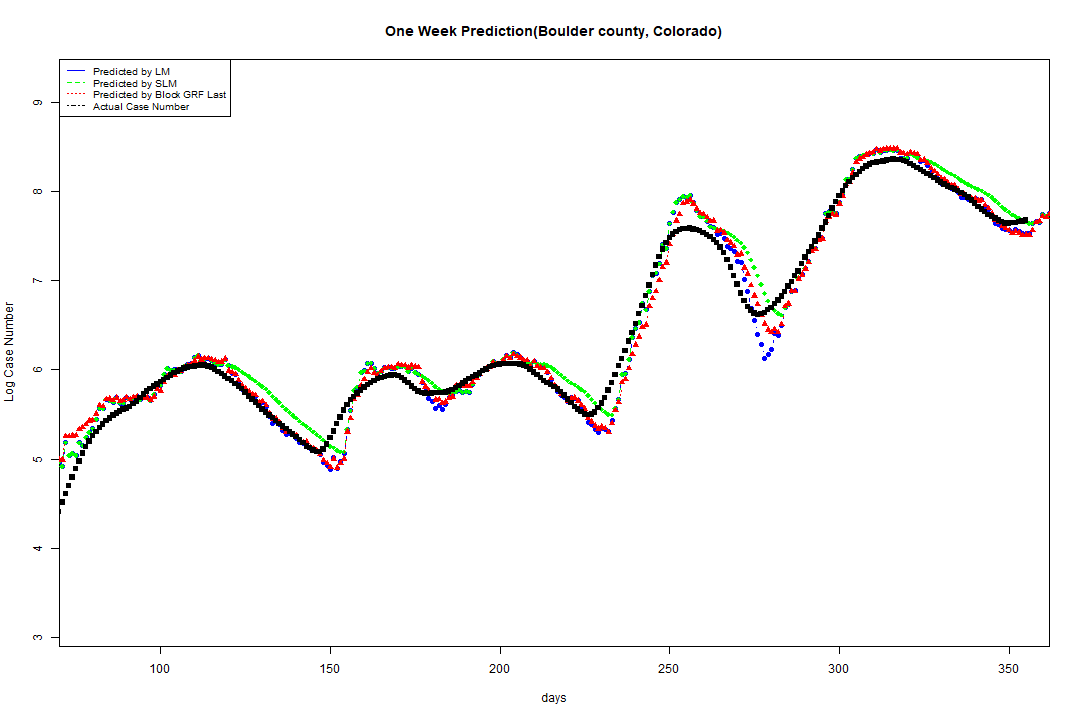 One Week Prediction(Boulder county, Colorado)
Predicted by LM
Predicted by SLM
Predicted by Block GRF Last
Actual Case Number
9
8
7
6
5
4
3
Log Case Number
100 150 200 250 300 350
days